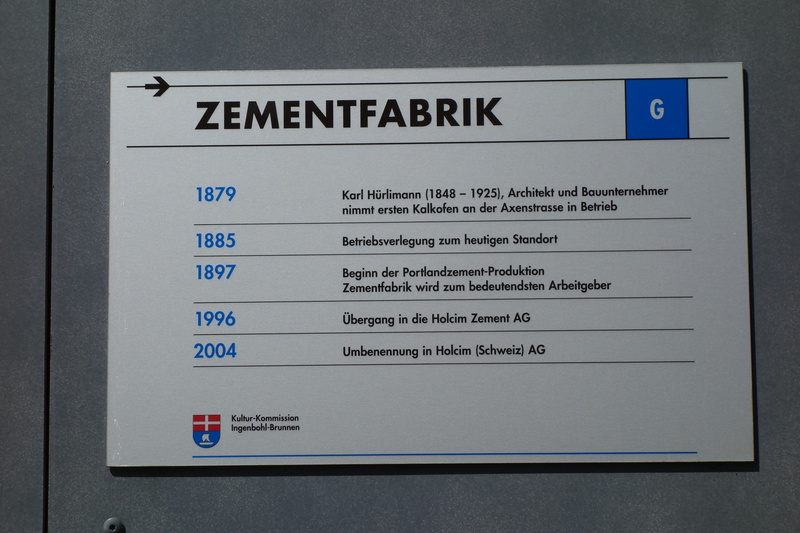 ZEMENTFABRIK
G
1879 Karl Hürlimann (1848 – 1925), Architekt und Bauunternehmer
nimmt ersten Kalkofen an der Axenstrasse in Betrieb
1885 Betriebsverlegung zum heutigen Standort
1897 Beginn der Portlandzement-Produktion
Zementfabrik wird zum bedeutendsten Arbeitgeber
1996 Übergang in die Holcim Zement AG
2004 Umbenennung in Holcim (Schweiz) AG
Kultur-Kommission
Ingenbohl-Brunnen